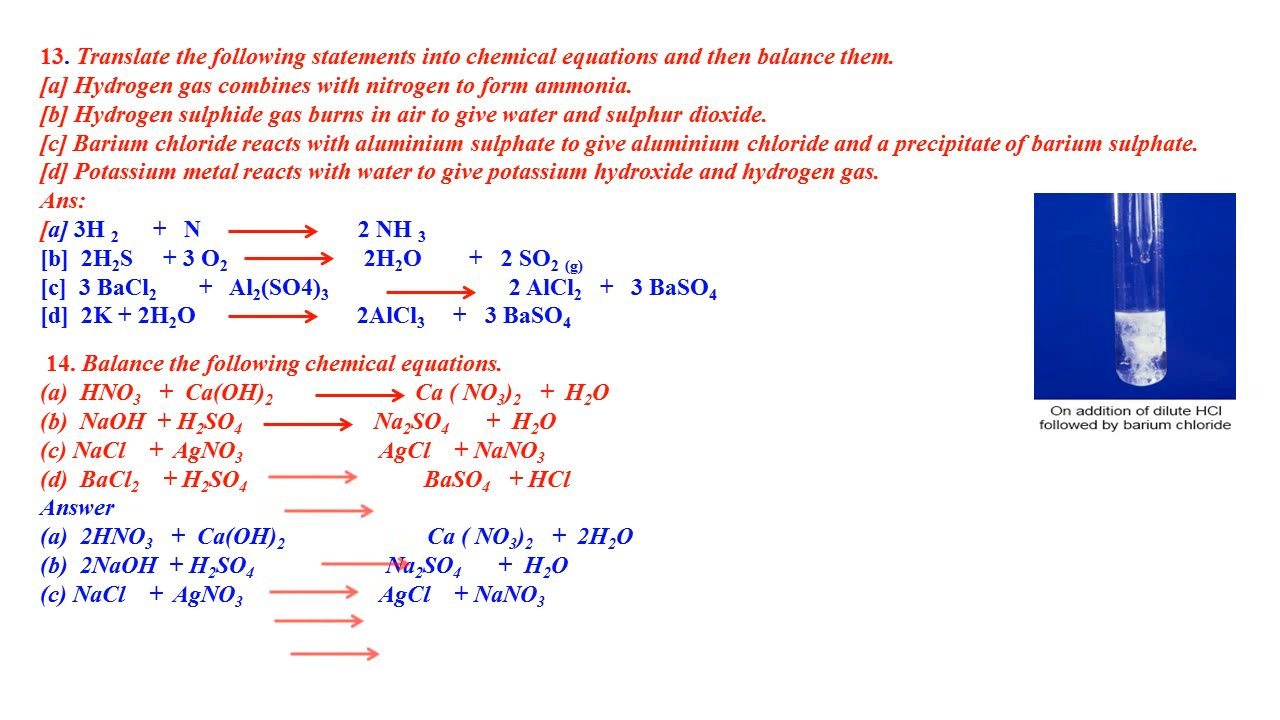 13. Translate the following statements into chemical equations and then balance them.
[a] Hydrogen gas combines with nitrogen to form ammonia.
[b] Hydrogen sulphide gas burns in air to give water and sulphur dioxide.
[c] Barium chloride reacts with aluminium sulphate to give aluminium chloride and a precipitate of barium sulphate.
[d] Potassium metal reacts with water to give potassium hydroxide and hydrogen gas.
Ans:
[a] 3H₂ + N ⟶ 2 NH₃
[b] 2H₂S + 3 O₂ ⟶ 2H₂O + 2 SO₂ (g)
[c] 3 BaCl₂ + Al₂(SO4)₃ ⟶ 2 AlCl₂ + 3 BaSO₄
[d] 2K + 2H₂O ⟶ 2AlCl₃ + 3 BaSO₄
14. Balance the following chemical equations.
(a) HNO₃ + Ca(OH)₂ ⟶ Ca ( NO₃)₂ + H₂O
(b) NaOH + H₂SO₄ ⟶ Na₂SO₄ + H₂O
(c) NaCl + AgNO₃ AgCl + NaNO₃
(d) BaCl₂ + H₂SO₄ ⟶ BaSO₄ + HCl
Answer
(a) 2HNO₃ + Ca(OH)₂ Ca ( NO₃)₂ + 2H₂O
(b) 2NaOH + H₂SO₄ ⟶ Na₂SO₄ + H₂O
(c) NaCl + AgNO₃ ⟶ AgCl + NaNO₃
On addition of dilute HCl
followed by barium chloride